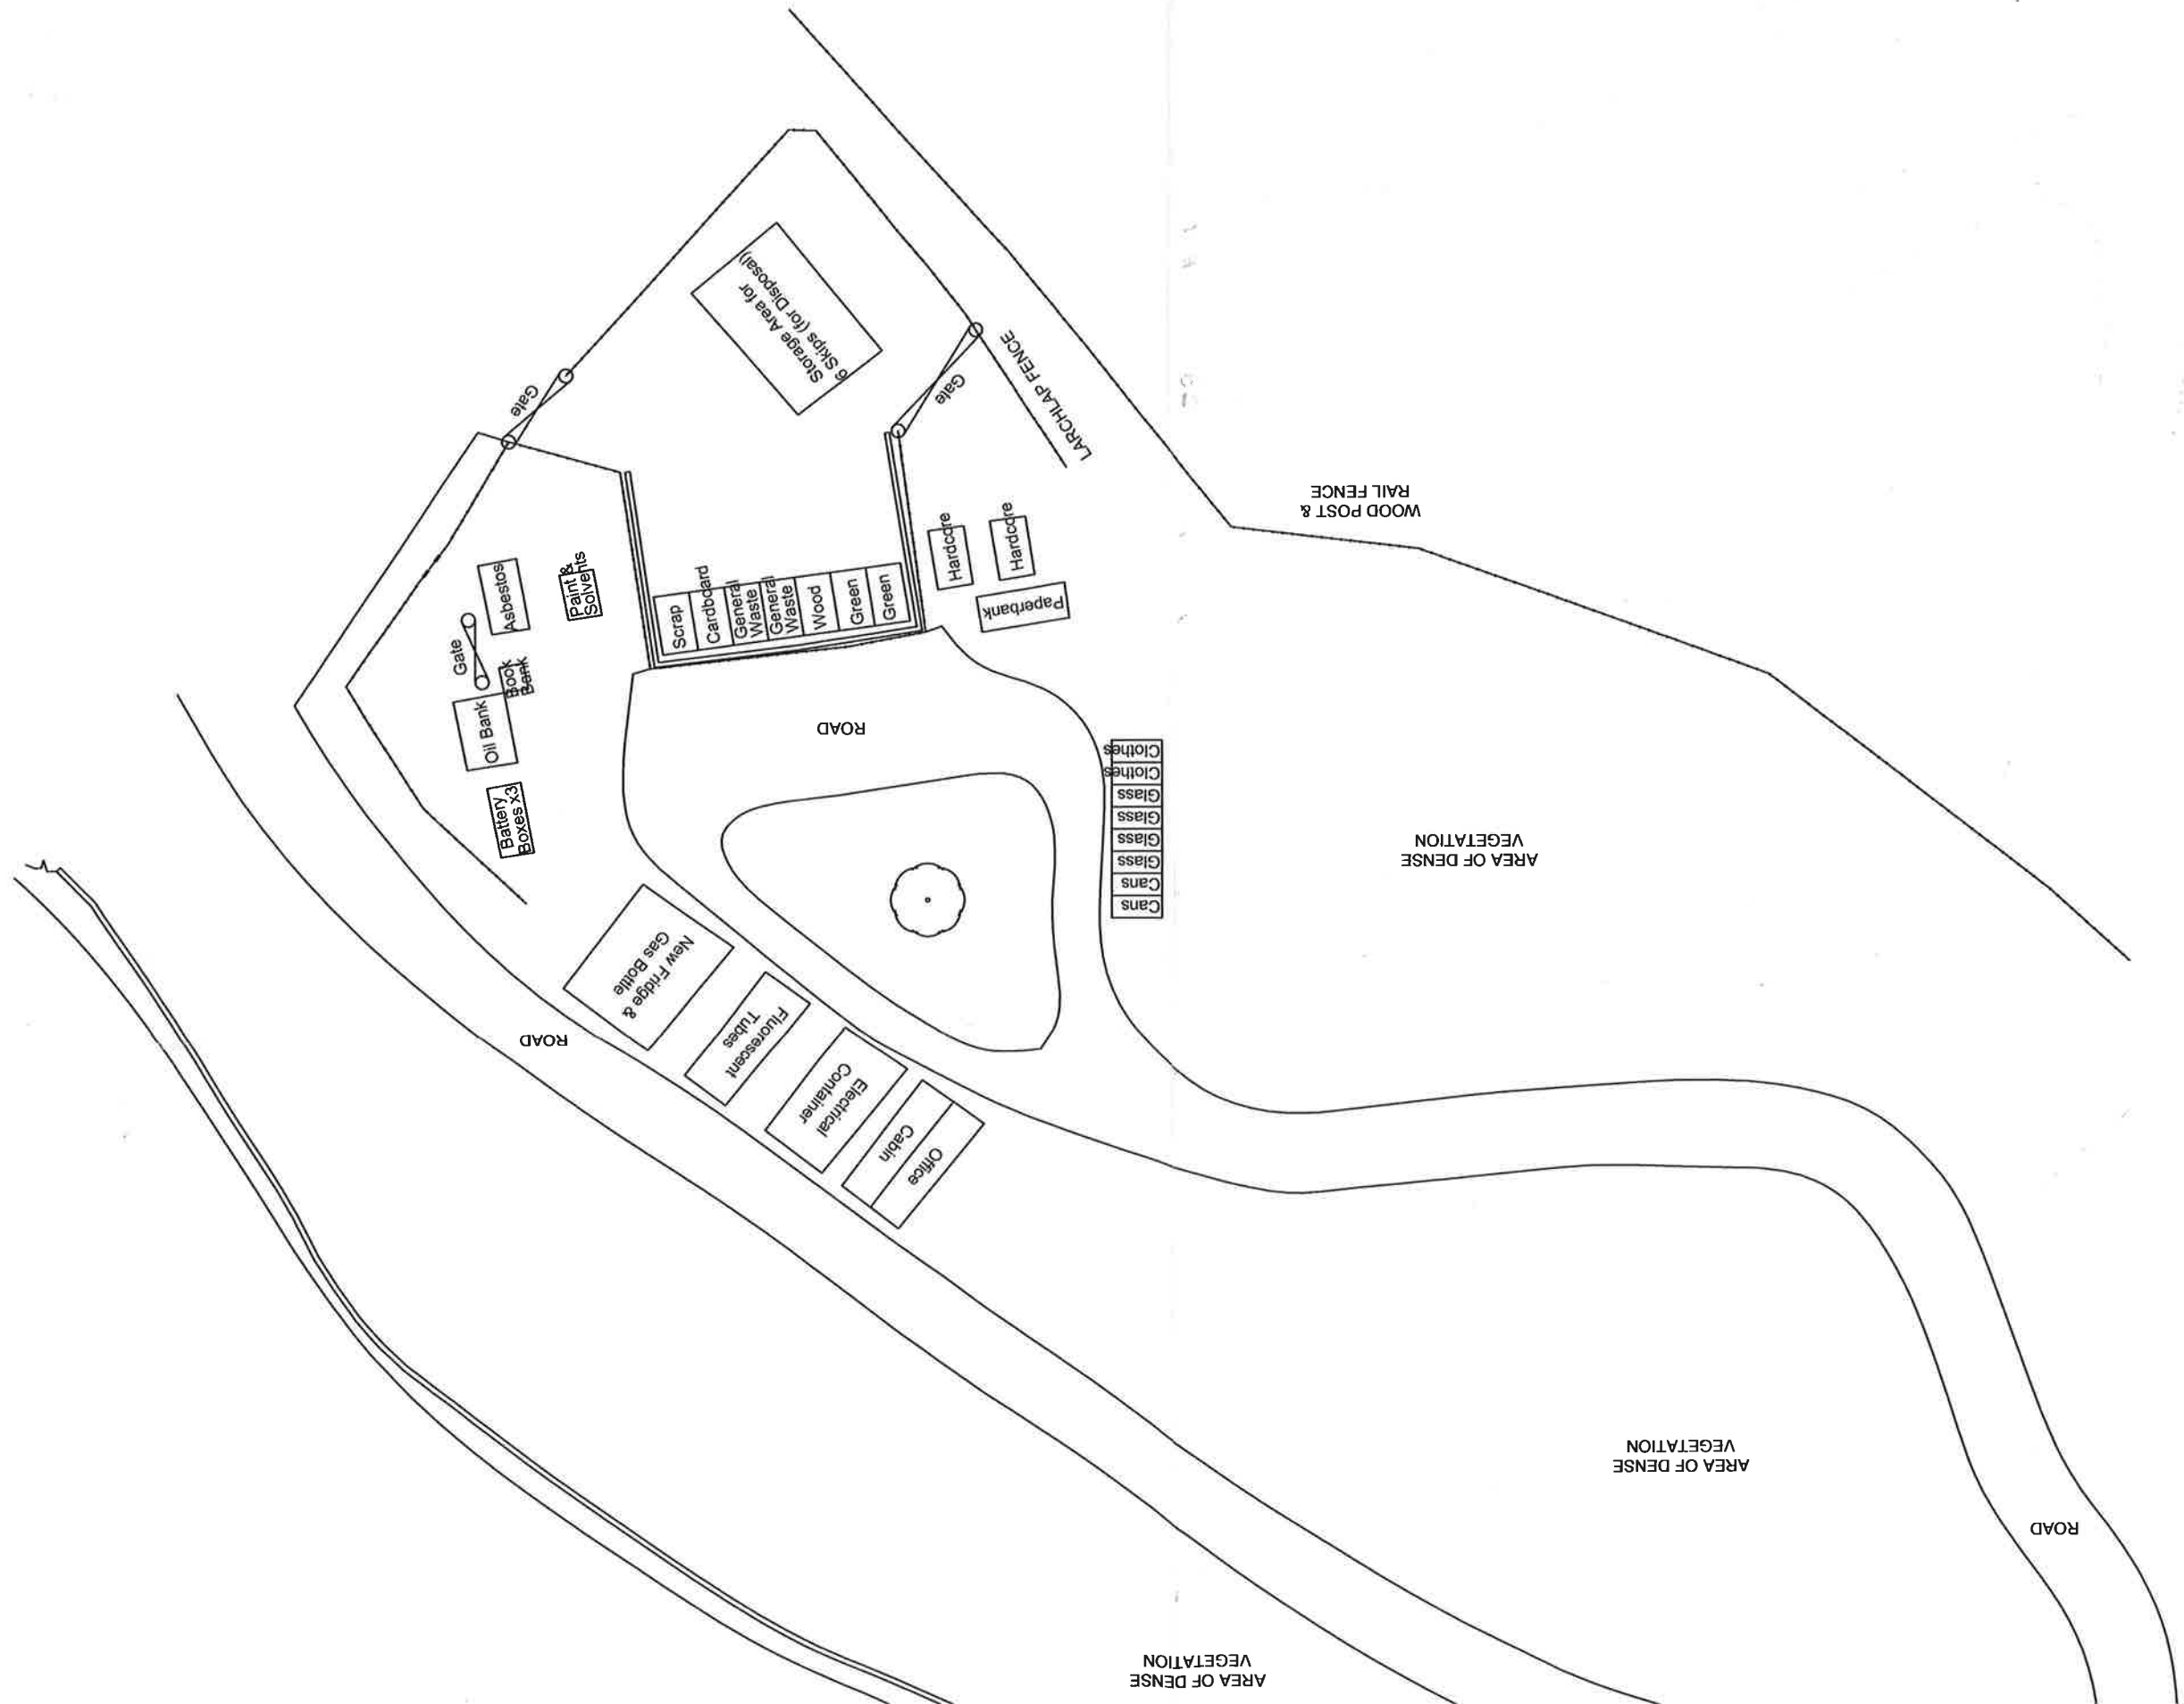 Storage Area for
6 Skips (for Disposal)
Gate
Gate
LARCHLAP FENCE
WOOD POST &
RAIL FENCE
Hardcore
Hardcore
Paperbank
Asbestos
Paint &
Solvents
Gate
Book
Bank
Oil Bank
Battery
Boxes x3
Scrap
Cardboard
General
Waste
General
Waste
Wood
Green
Green
ROAD
Clothes
Clothes
Glass
Glass
Glass
Glass
Cans
Cans
AREA OF DENSE
VEGETATION
New Fridge &
Gas Bottle
Fluorescent
Tubes
Electrical
Container
Cabin
Office
ROAD
AREA OF DENSE
VEGETATION
ROAD
AREA OF DENSE
VEGETATION